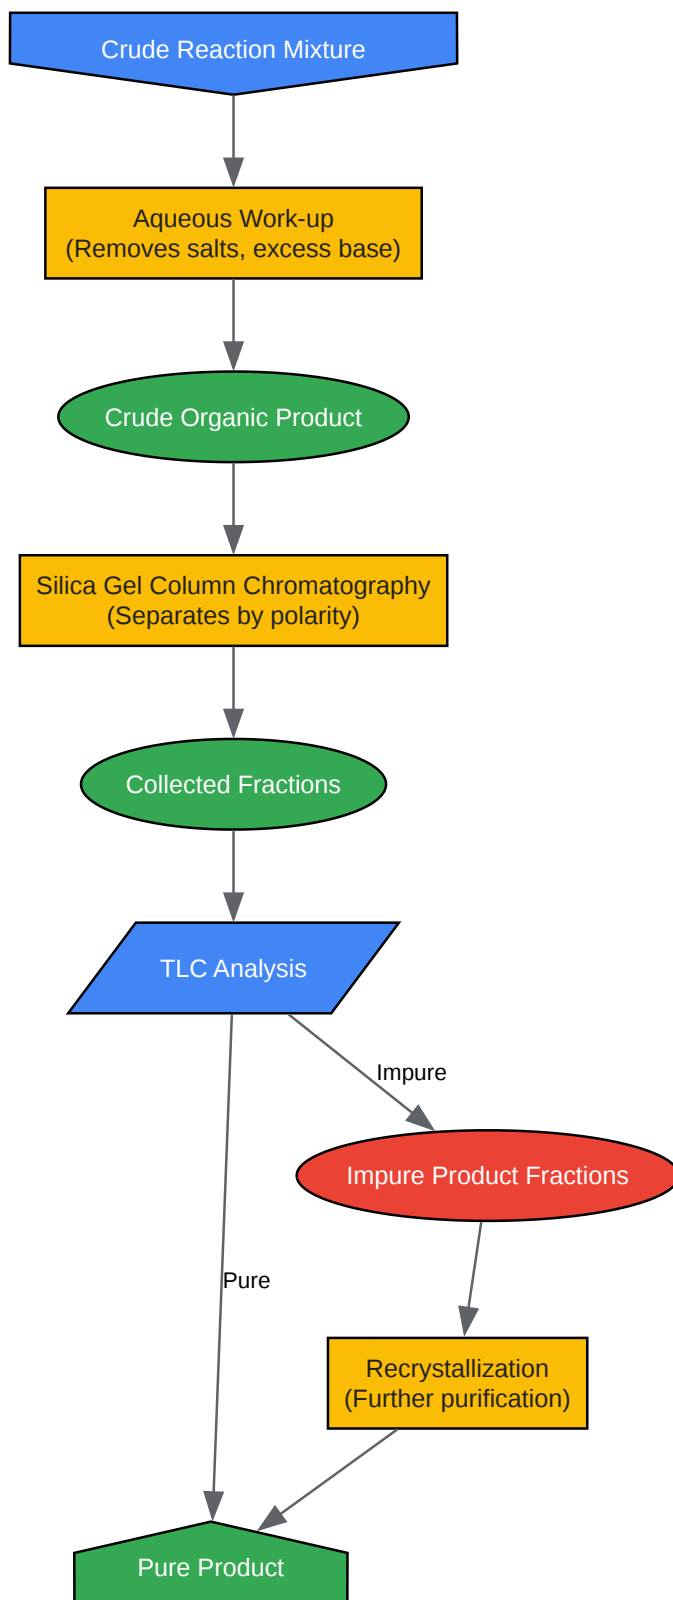 Crude Reaction Mixture
Aqueous Work-up
(Removes salts, excess base)
Crude Organic Product
Silica Gel Column Chromatography
(Separates by polarity)
Collected Fractions
TLC Analysis
Impure
Impure Product Fractions
Pure
Recrystallization
(Further purification)
Pure Product